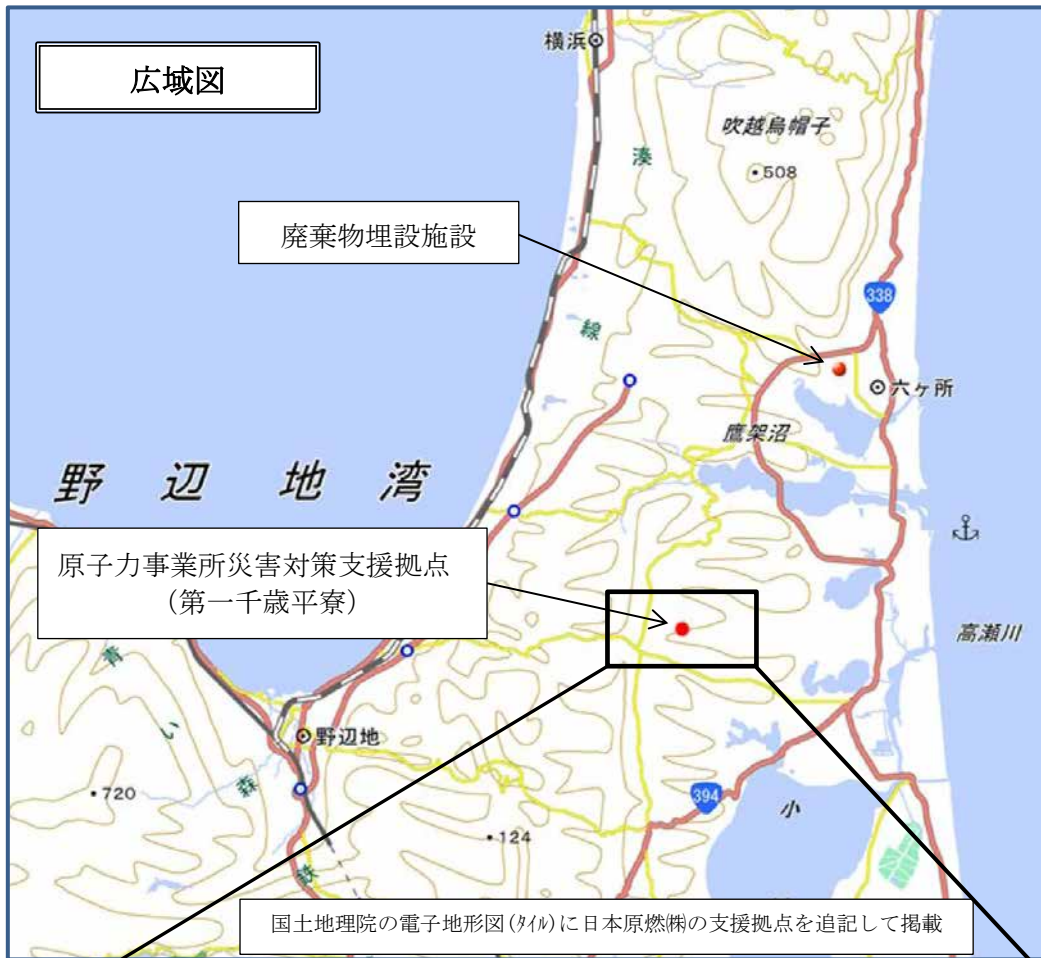 横浜
広域図
吹越烏帽子
湊
508
廃棄物埋設施設
338
線
六ヶ所
鷹架沼
野辺地湾
原子力事業所災害対策支援拠点
(第一千歳平寮)
高瀬川
青
い
野辺地
森
720
394
小
124
鉄
国土地理院の電子地形図(ﾀｲﾙ)に日本原燃㈱の支援拠点を追記して掲載